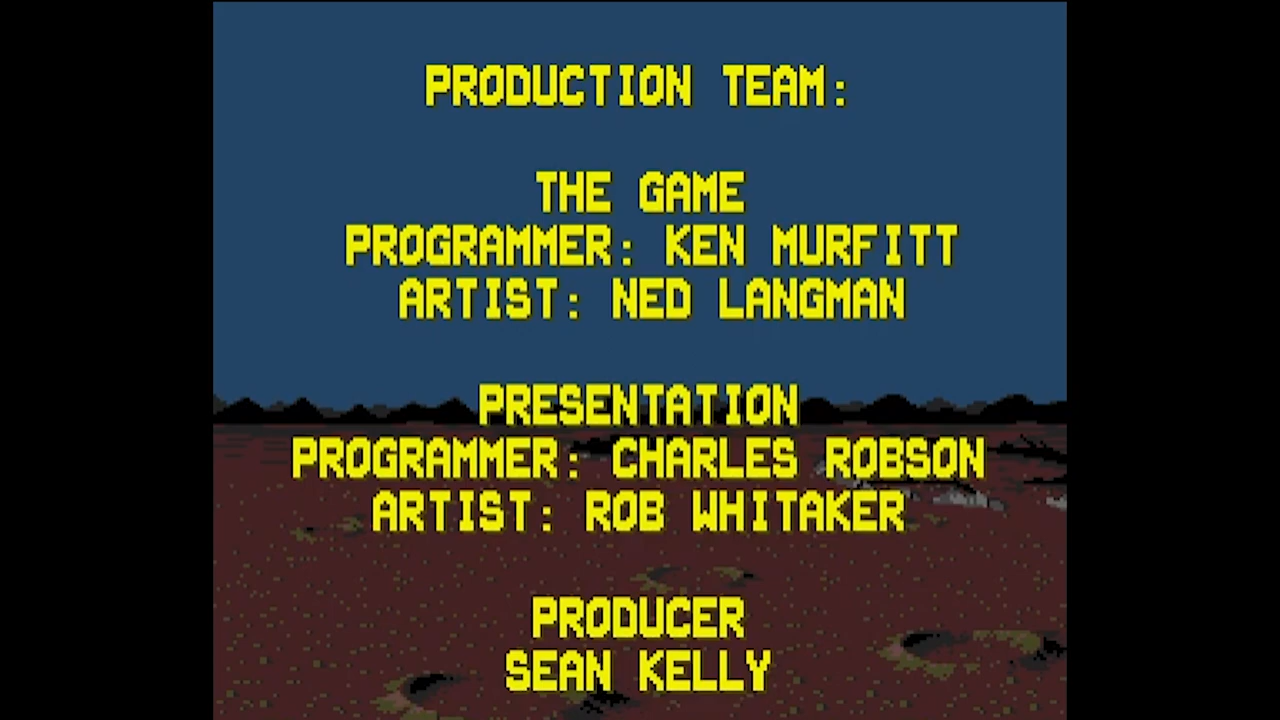 PRODUCTION TEAM:
THE GAME
PROGRAMMER: KEN MURFITT
ARTIST: NED LANGMAN
PRESENTATION
PROGRAMMER: CHARLES ROBSON
ARTIST: ROB WHITAKER
PRODUCER
SEAN KELLY